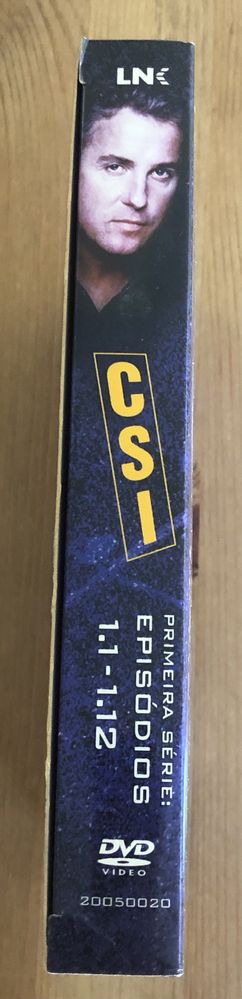 LNK
CSI
PRIMEIRA SÉRIE:
EPISÓDIOS
1.1-1.12
DVD
VIDEO
20050020